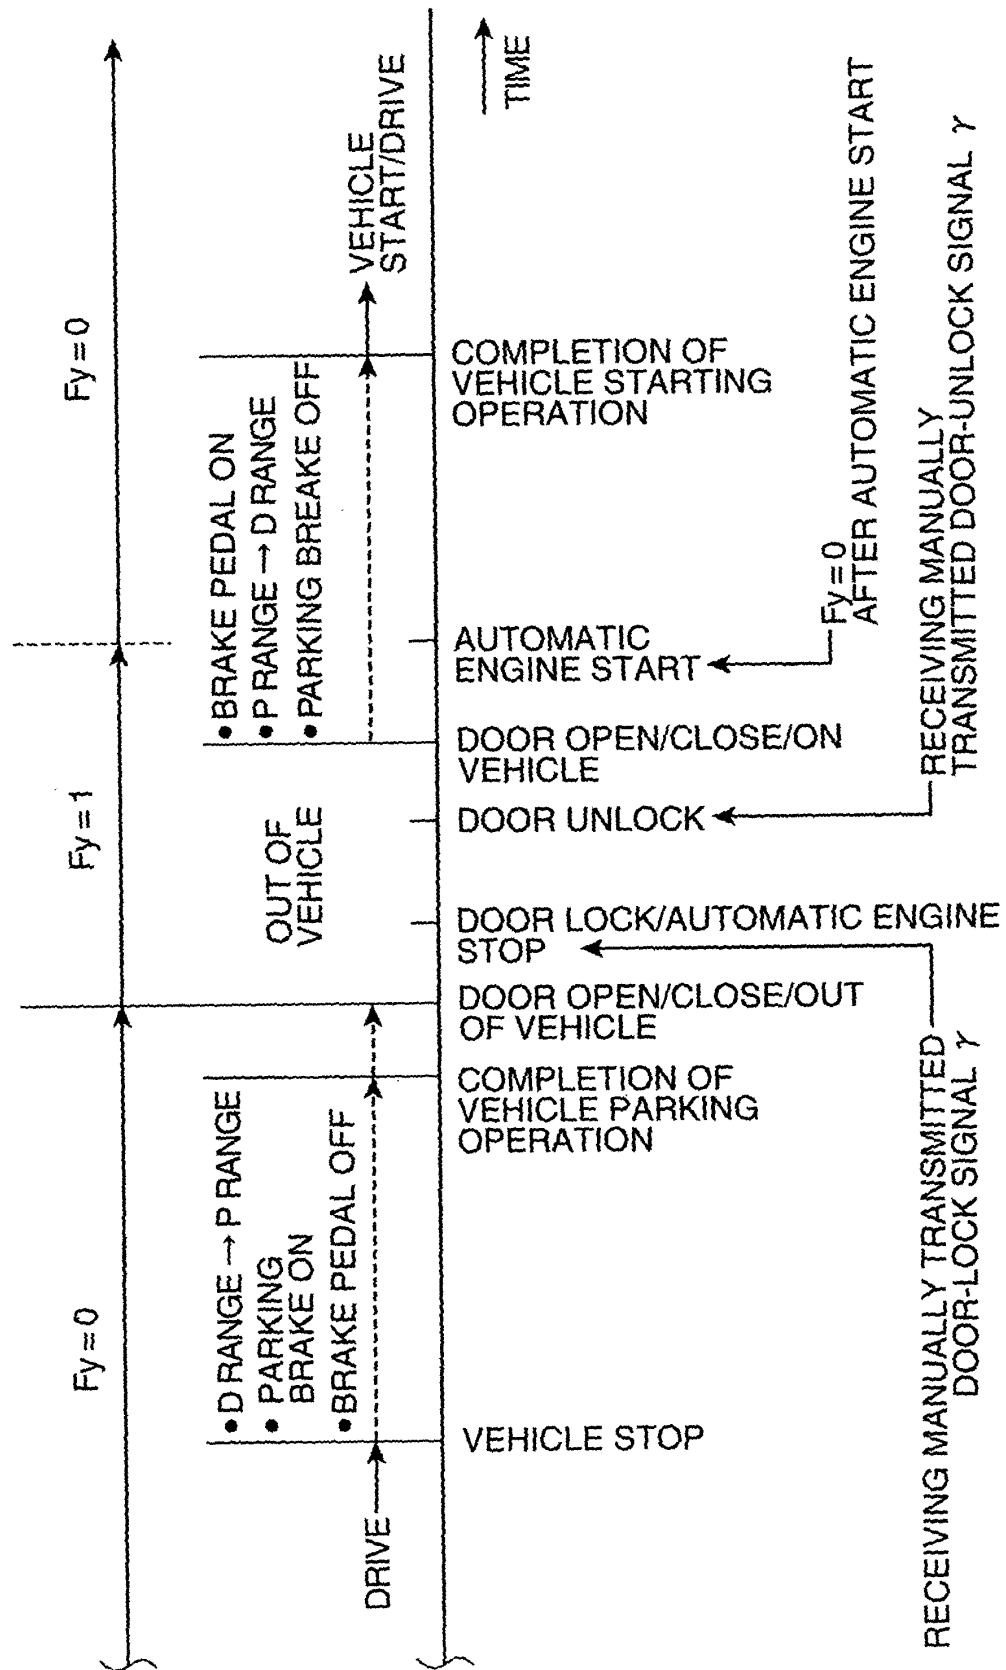 Fy=0
Fy=1
Fy=0
DRIVE
• D RANGE → P RANGE
• PARKING
BRAKE ON
• BRAKE PEDAL OFF
OUT OF
VEHICLE
• BRAKE PEDAL ON
• P RANGE → D RANGE
• PARKING BREAKE OFF
VEHICLE
START/DRIVE
TIME
VEHICLE STOP
COMPLETION OF
VEHICLE PARKING
OPERATION
DOOR OPEN/CLOSE/OUT
OF VEHICLE
DOOR LOCK/AUTOMATIC ENGINE
STOP
DOOR UNLOCK
DOOR OPEN/CLOSE/ON
VEHICLE
AUTOMATIC
ENGINE START
COMPLETION OF
VEHICLE STARTING
OPERATION
Fy=0
AFTER AUTOMATIC ENGINE START
RECEIVING MANUALLY
TRANSMITTED DOOR-UNLOCK SIGNAL γ
RECEIVING MANUALLY TRANSMITTED
DOOR-LOCK SIGNAL γ